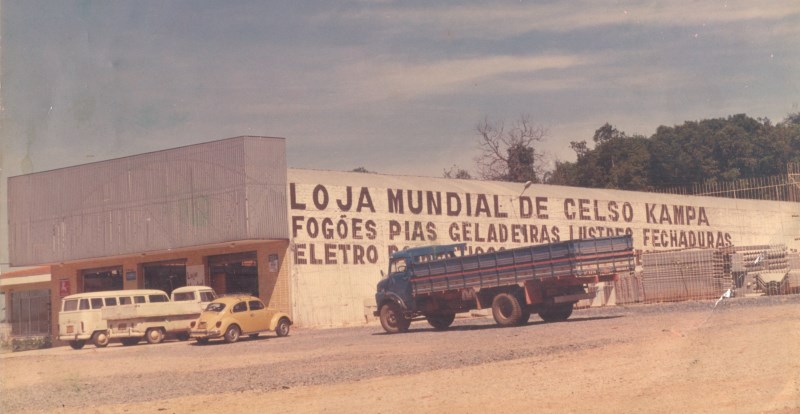 LOJA MUNDIAL DE CELSO KAMPA
FOGÕES PIAS GELADEIRAS LUSTRES FECHADURAS
ELETRO